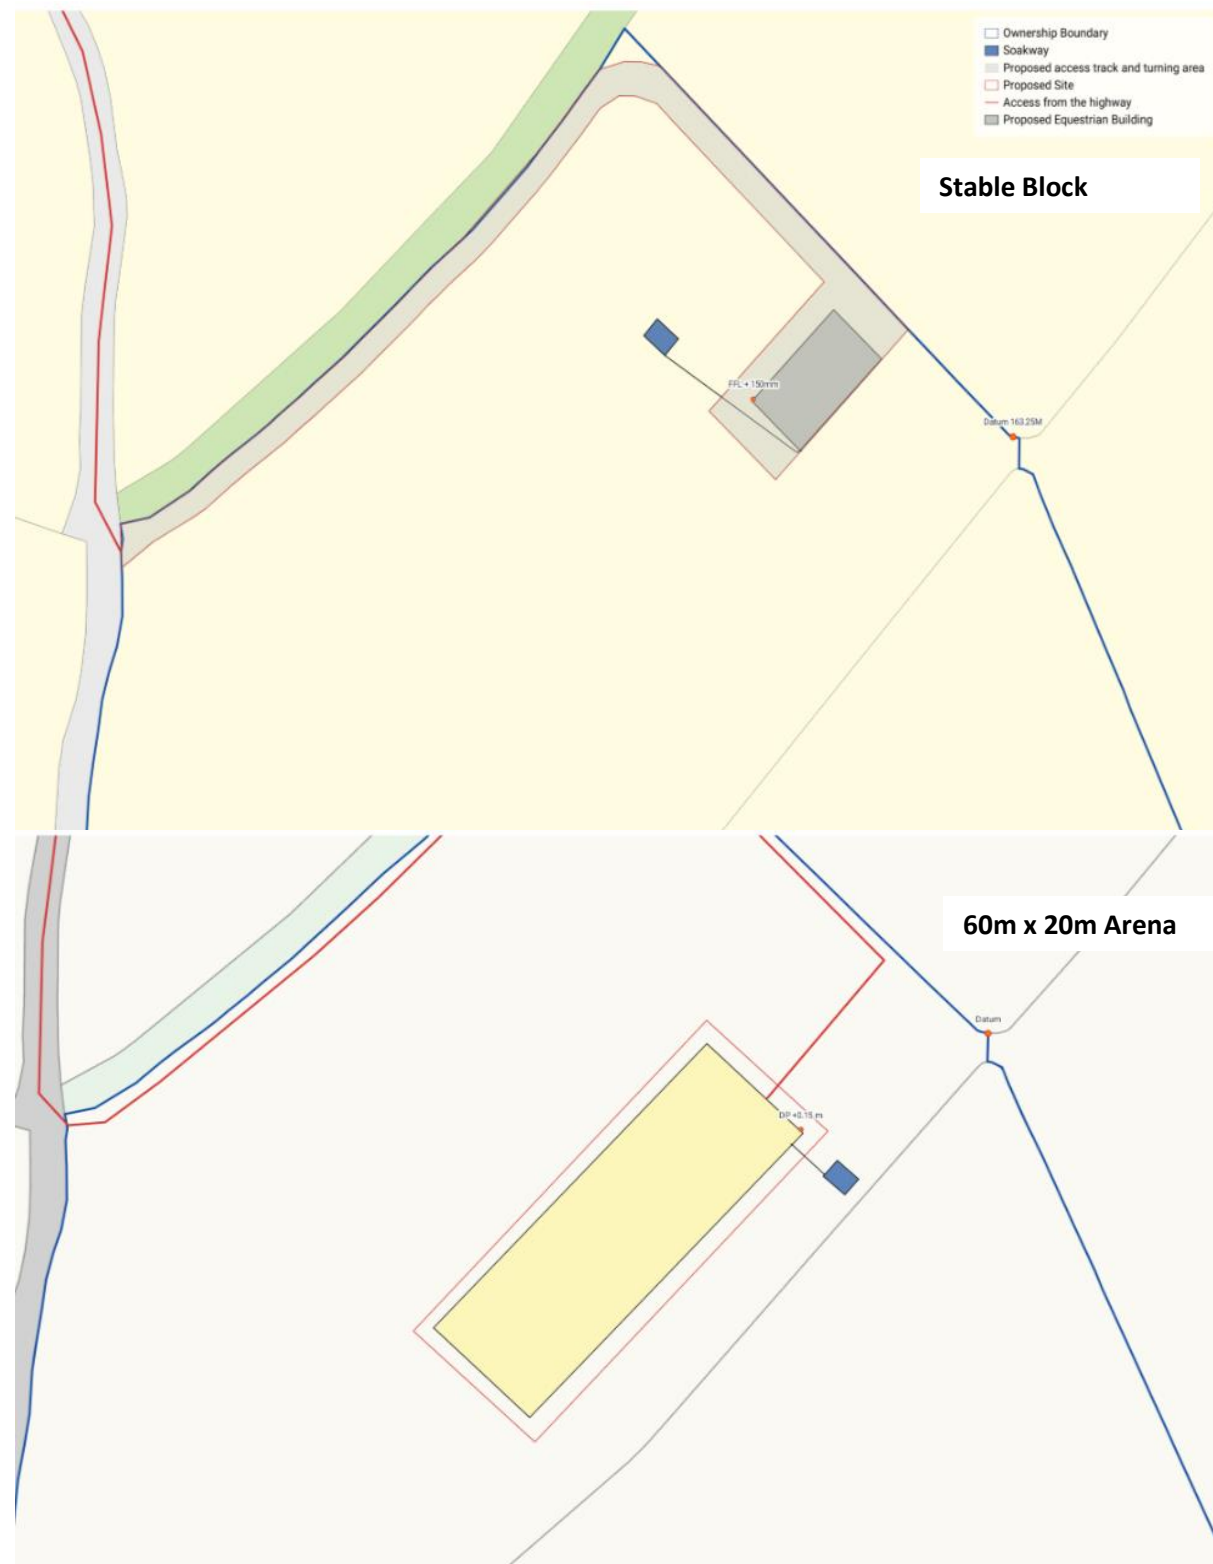 Ownership Boundary
Soakway
Proposed access track and turning area
Proposed Site
Access from the highway
Proposed Equestrian Building
Stable Block
FFL + 150mm
Datum 163.25M
60m x 20m Arena
Datum
DP +0.15 m